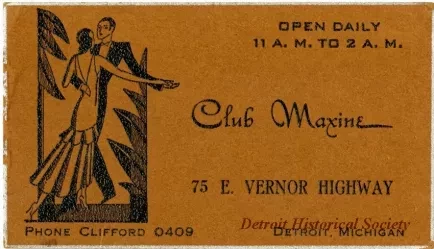 OPEN DAILY
11 A. M. TO 2 A. M.
Club Maxine
75 E. VERNOR HIGHWAY
Detroit Historical Society
PHONE CLIFFORD 0409 DETROIT, MICHIGAN